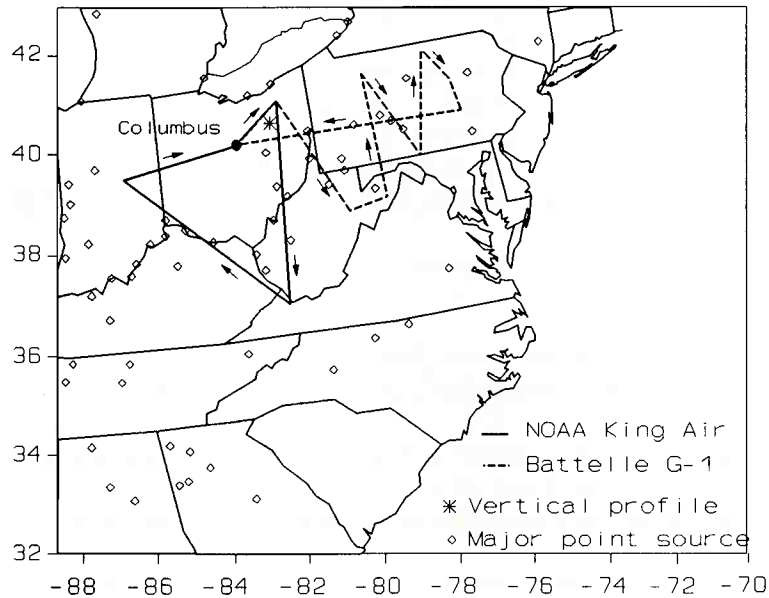 42
Columbus
40
38
36
34
NOAA King Air
Battelle G-1
Vertical profile
Major point source
32
-88 -86 -84 -82 -80 -78 -76 -74 -72 -70